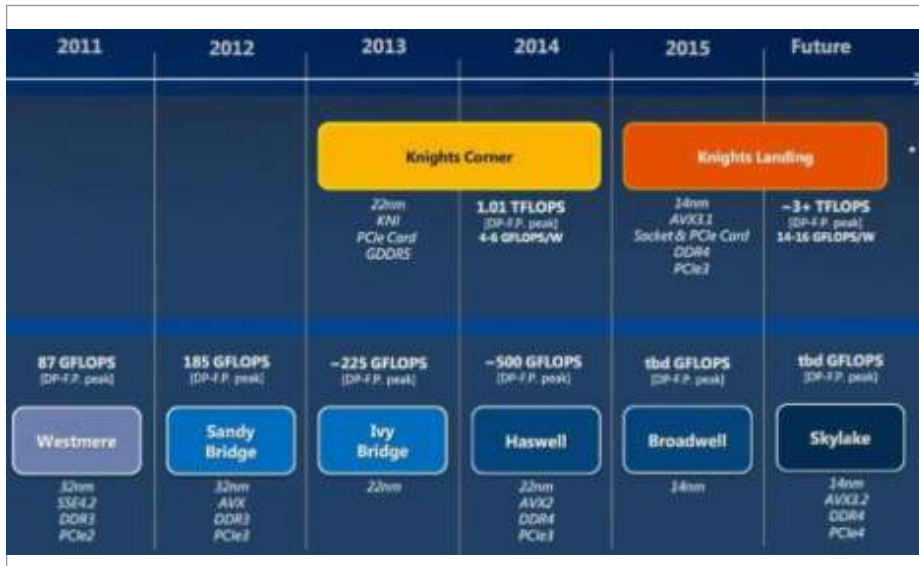 2011 2012 2013 2014 2015 Future
Knights Corner Knights Landing
22nm 1.01 TFLOPS 14nm ~3+ TFLOPS
KNI [DP-F.P. peak] AVX3.1 [DP-F.P. peak]
PCIe Card 4-6 GFLOPS/W Socket & PCIe Card 14-16 GFLOPS/W
GDDR5 DDR4
PCIe3
87 GFLOPS 185 GFLOPS ~225 GFLOPS ~500 GFLOPS tbd GFLOPS tbd GFLOPS
[DP-F.P. peak] [DP-F.P. peak] [DP-F.P. peak] [DP-F.P. peak] [DP-F.P. peak] [DP-F.P. peak]
Westmere Sandy Bridge Ivy Bridge Haswell Broadwell Skylake
32nm 32nm 22nm 22nm 14nm 14nm
SSE4.2 AVX AVX2 AVX3.2
DDR3 DDR3 DDR4 DDR4
PCIe2 PCIe3 PCIe3 PCIe4